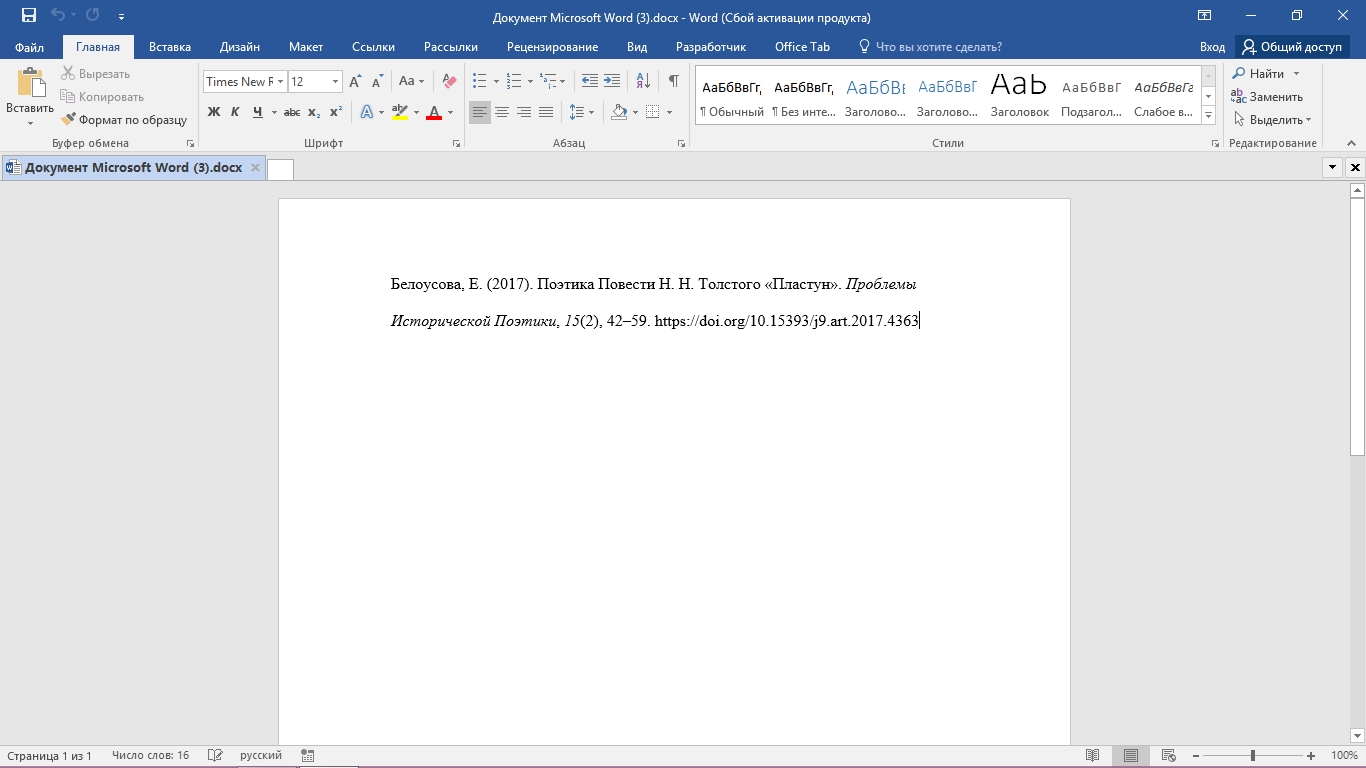 Документ Microsoft Word (3).docx - Word (Сбой активации продукта)
Файл Главная Вставка Дизайн Макет Ссылки Рассылки Рецензирование Вид Разработчик Office Tab Что вы хотите сделать? Вход Общий доступ
Вставить
Вырезать
Копировать
Формат по образцу
Буфер обмена
Times New R 12 Aa
Ж К Ч abc x₂ x² A ab A
Шрифт
Абзац
АаБбВвГг, АаБбВвГг, АаБбВв АаБбВвГ АаБ АаБбВвГ АаБбВвГг
¶ Обычный ¶ Без инте... Заголово... Заголово... Заголовок Подзагол... Слабое в...
Стили
Найти
Заменить
Выделить
Редактирование
Документ Microsoft Word (3).docx
Белоусова, Е. (2017). Поэтика Повести Н. Н. Толстого «Пластун». Проблемы
Исторической Поэтики, 15(2), 42–59. https://doi.org/10.15393/j9.art.2017.4363
Страница 1 из 1 Число слов: 16 русский 100%